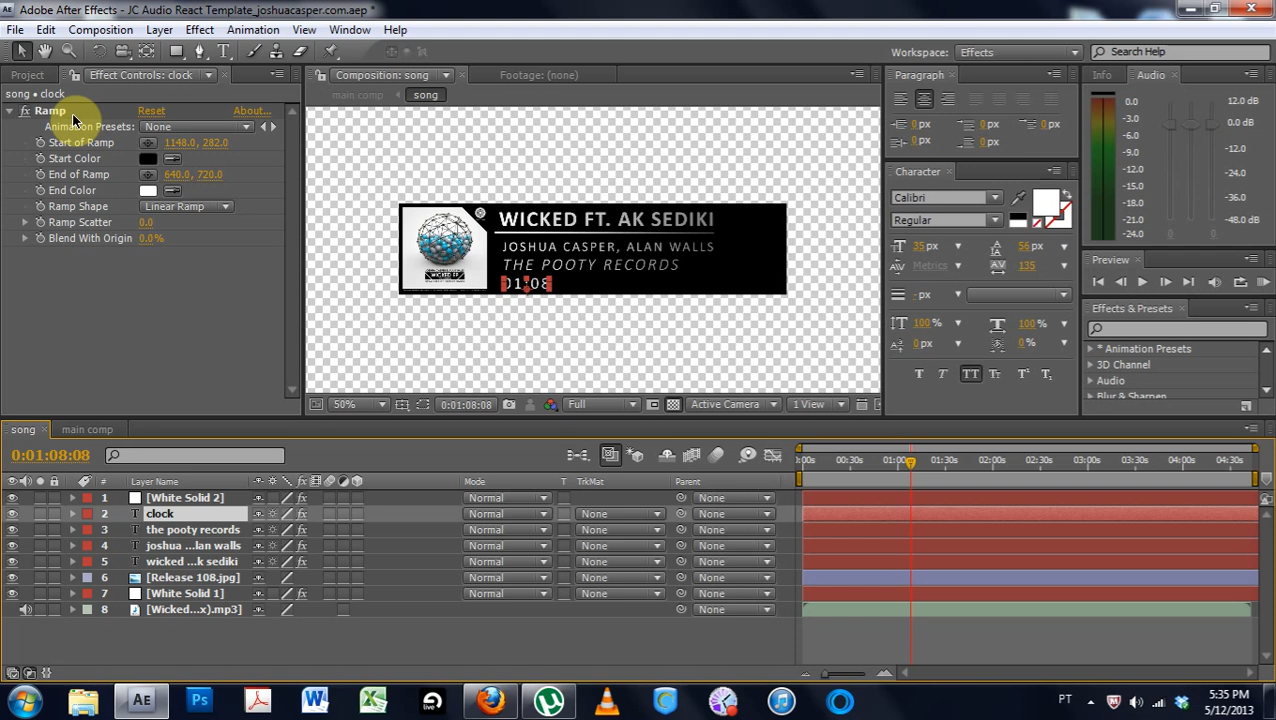 Adobe After Effects - JC Audio React Template_joshuacasper.com.aep *
File Edit Composition Layer Effect Animation View Window Help
Workspace: Effects Search Help
Project Effect Controls: clock Composition: song Footage: (none) Paragraph Info Audio
song • clock main comp song
Ramp Reset About...
Animation Presets: None
Start of Ramp 1148.0, 282.0
Start Color
End of Ramp 640.0, 720.0
End Color
Ramp Shape Linear Ramp
Ramp Scatter 0.0
Blend With Origin 0.0%
WICKED FT. AK SEDIKI
JOSHUA CASPER, ALAN WALLS
THE POOTY RECORDS
01:08
50% 0:01:08:08 Full Active Camera 1 View
0 px 0 px 0 px
0 px 0 px
Character
Calibri
Regular
35 px 56 px
Metrics 135
- px
100 % 100 %
0 px 0 %
T T TT Tr T¹ T₁
0.0 12.0 dB
-3.0 0.0 dB
-6.0
-9.0 -12.0
-12.0
-15.0 -24.0
-18.0
-21.0 -36.0
-24.0 -48.0 dB
Preview
Effects & Presets
* Animation Presets
3D Channel
Audio
Blur & Sharpen
song main comp
0:01:08:08
:00s 00:30s 01:00 01:30s 02:00s 02:30s 03:00s 03:30s 04:00s 04:30s
# Layer Name Mode T TrkMat Parent
1 [White Solid 2] Normal None
2 clock Normal None None
3 the pooty records Normal None None
4 joshua ...lan walls Normal None None
5 wicked ...k sediki Normal None None
6 [Release 108.jpg] Normal None None
7 [White Solid 1] Normal None None
8 [Wicked...x).mp3] None None
AE Ps W X live PT 5:35 PM
5/12/2013